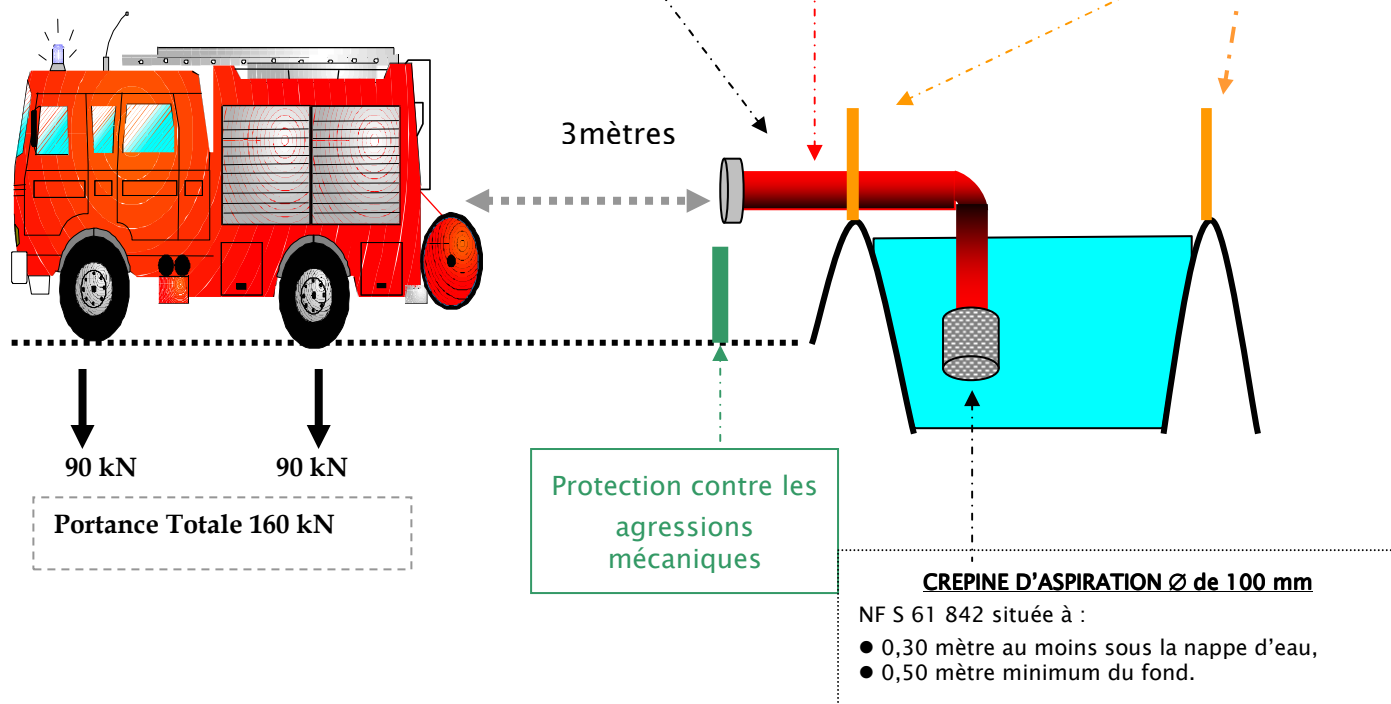 3mètres
90 kN
90 kN
Portance Totale 160 kN
Protection contre les
agressions
mécaniques
CREPINE D'ASPIRATION Ø de 100 mm
NF S 61 842 située à :
● 0,30 mètre au moins sous la nappe d'eau,
● 0,50 mètre minimum du fond.